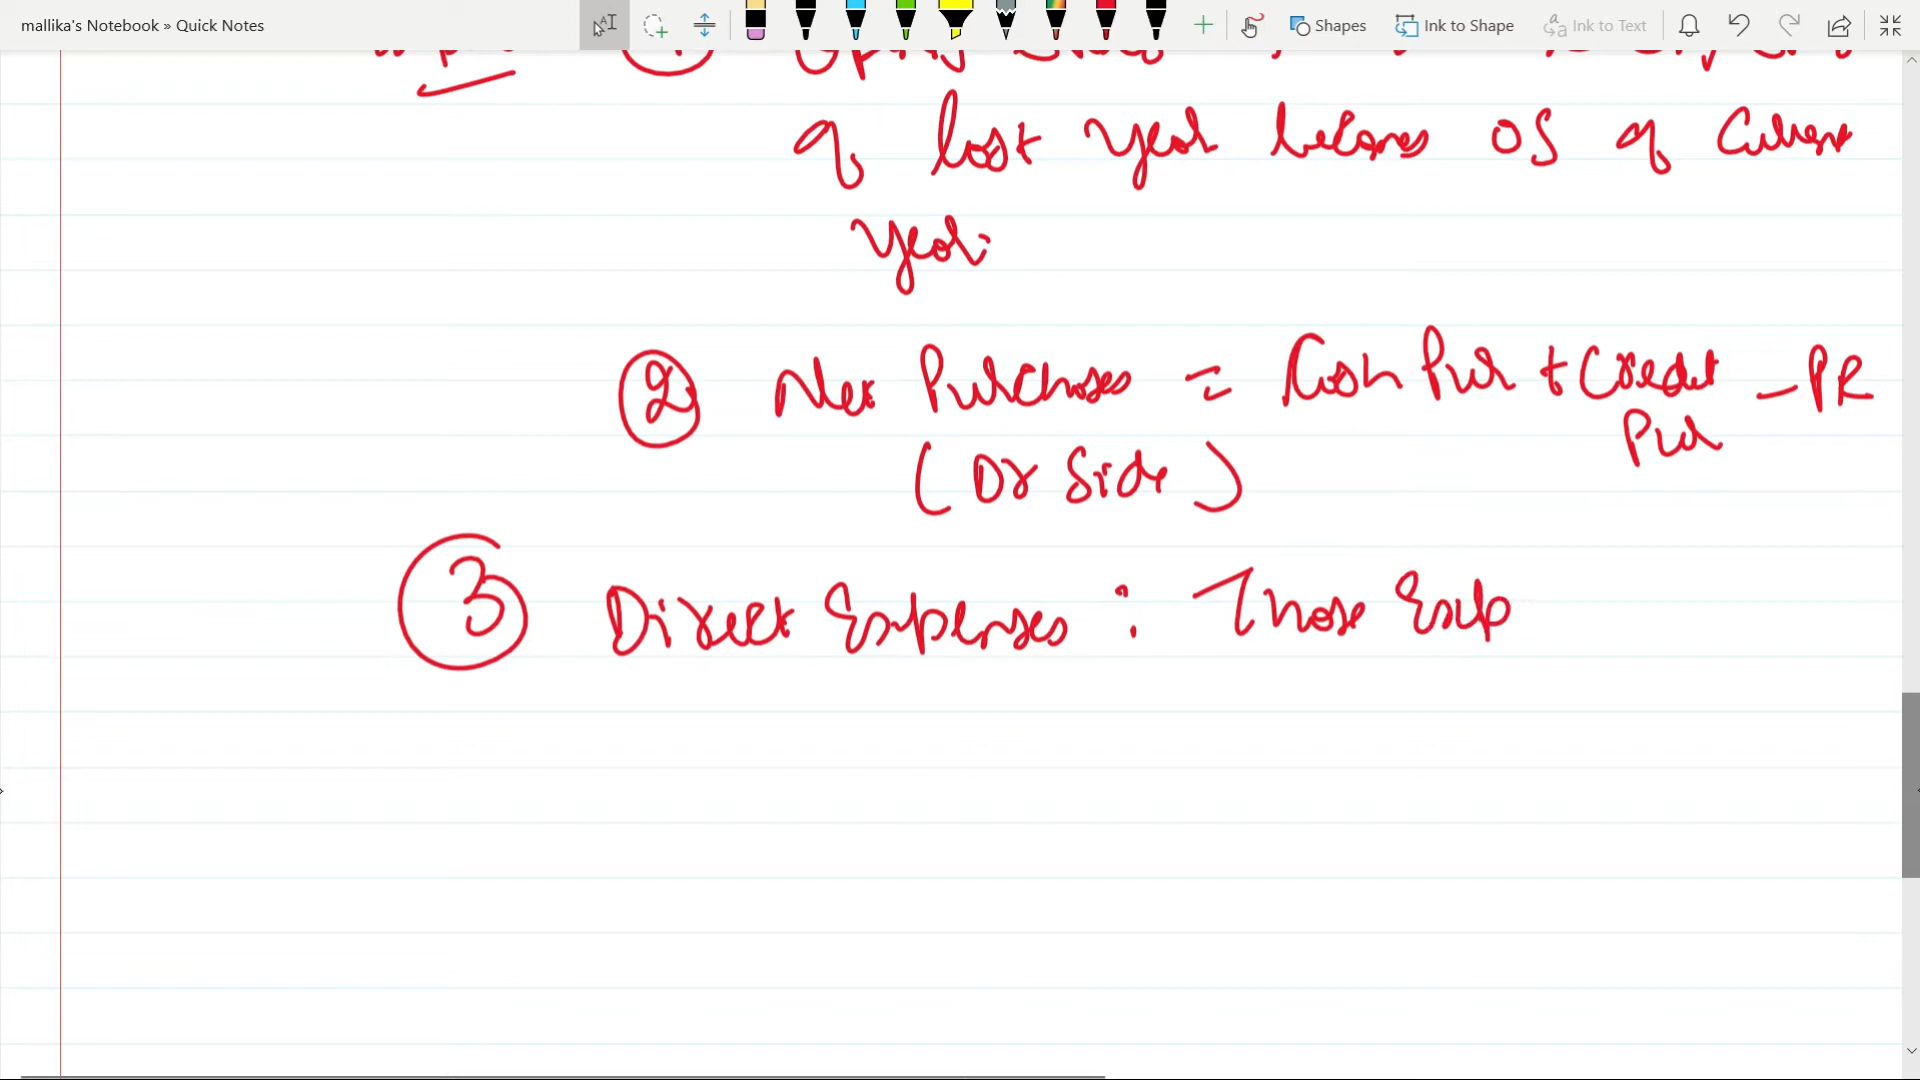 mallika's Notebook » Quick Notes
Shapes
Ink to Shape
Ink to Text
of last year becomes OS of Current
year.
② Net Purchases = Cash Pur + Credit Pur - PR
(Dr Side)
③ Direct Expenses : Those Exp